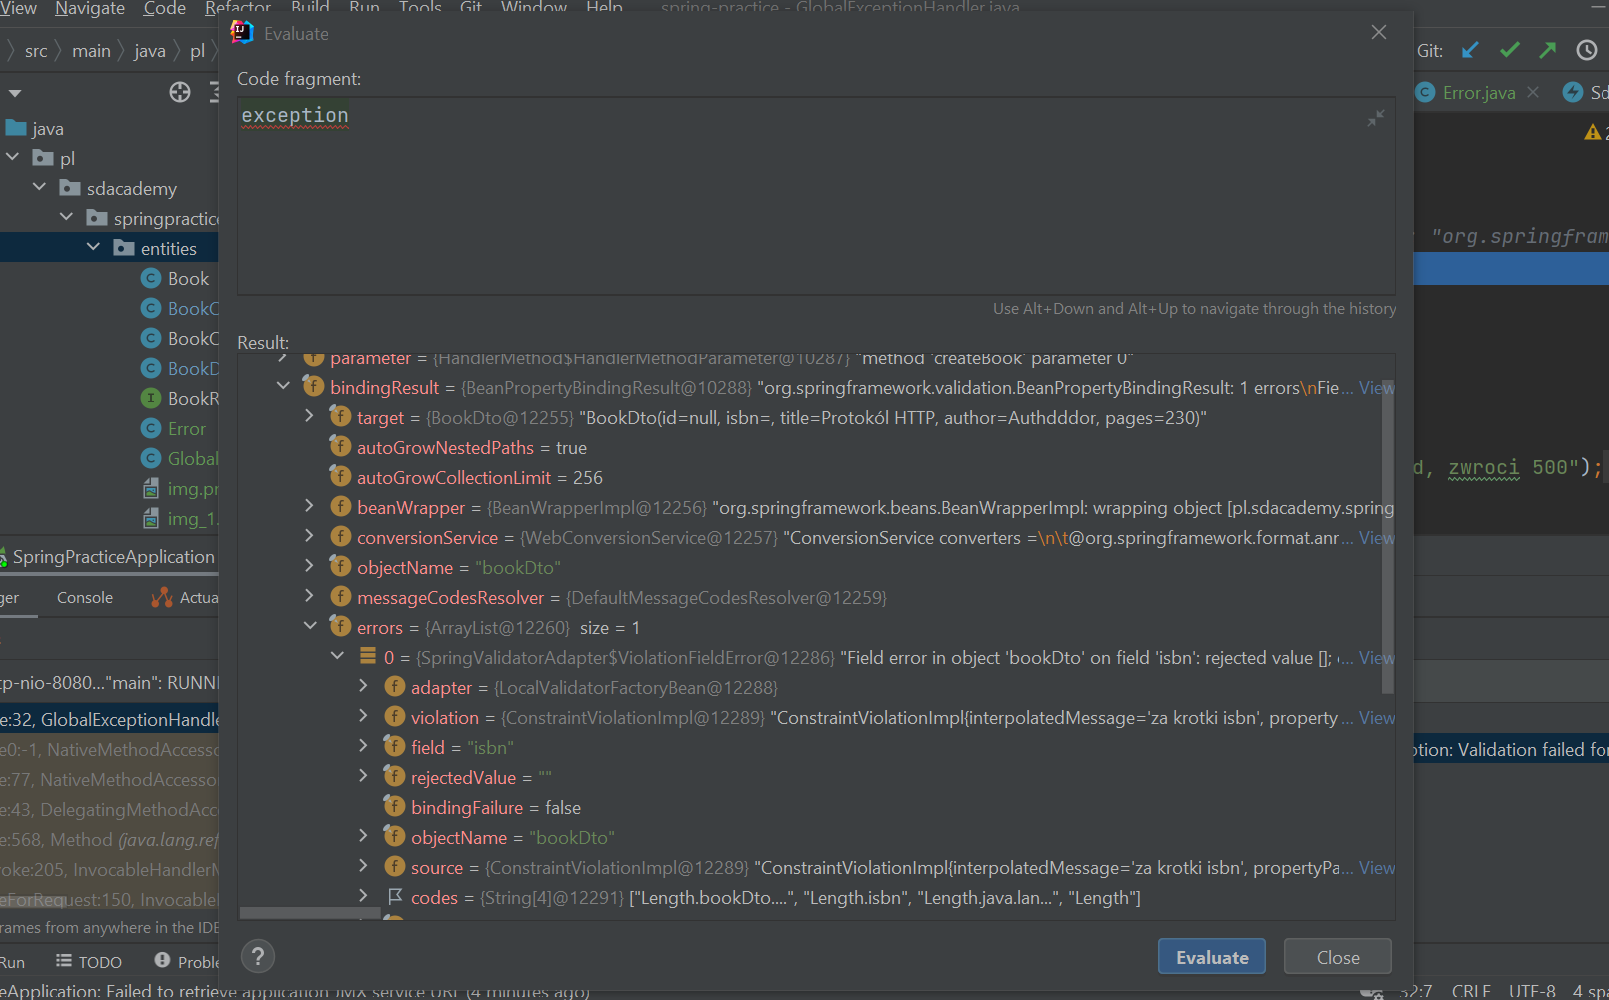 View Navigate Code Refactor Build Run Tools Git Window Help spring-practice - GlobalExceptionHandler.java
src main java pl
Git:
Evaluate
Code fragment:
exception
Error.java
java
pl
sdacademy
springpractice
entities
Book
BookC
BookC
BookD
BookR
Error
Global
img.pr
img_1.
"org.springfram
d, zwroci 500");
Use Alt+Down and Alt+Up to navigate through the history
Result:
parameter = {HandlerMethod$HandlerMethodParameter@10287} "method 'createBook' parameter 0"
bindingResult = {BeanPropertyBindingResult@10288} "org.springframework.validation.BeanPropertyBindingResult: 1 errors\nFie... View
target = {BookDto@12255} "BookDto(id=null, isbn=, title=Protokól HTTP, author=Authdddor, pages=230)"
autoGrowNestedPaths = true
autoGrowCollectionLimit = 256
beanWrapper = {BeanWrapperImpl@12256} "org.springframework.beans.BeanWrapperImpl: wrapping object [pl.sdacademy.spring
conversionService = {WebConversionService@12257} "ConversionService converters =\n\t@org.springframework.format.anr... View
objectName = "bookDto"
messageCodesResolver = {DefaultMessageCodesResolver@12259}
errors = {ArrayList@12260} size = 1
0 = {SpringValidatorAdapter$ViolationFieldError@12286} "Field error in object 'bookDto' on field 'isbn': rejected value []; ... View
adapter = {LocalValidatorFactoryBean@12288}
violation = {ConstraintViolationImpl@12289} "ConstraintViolationImpl{interpolatedMessage='za krotki isbn', property... View
field = "isbn"
rejectedValue = ""
bindingFailure = false
objectName = "bookDto"
source = {ConstraintViolationImpl@12289} "ConstraintViolationImpl{interpolatedMessage='za krotki isbn', propertyPa... View
codes = {String[4]@12291} ["Length.bookDto....", "Length.isbn", "Length.java.lan...", "Length"]
SpringPracticeApplication
ger Console Actua
tp-nio-8080..."main": RUNNI
e:32, GlobalExceptionHandle
e0:-1, NativeMethodAccesso
e:77, NativeMethodAccesso
e:43, DelegatingMethodAcc
e:568, Method (java.lang.ref
voke:205, InvocableHandlerM
eForRequest:150, Invocable
rames from anywhere in the IDE
ption: Validation failed for
Evaluate Close
?
Run TODO Proble
eApplication: Failed to retrieve application JMX service URL (4 minutes ago)
32:7 CRLF UTF-8 4 spa